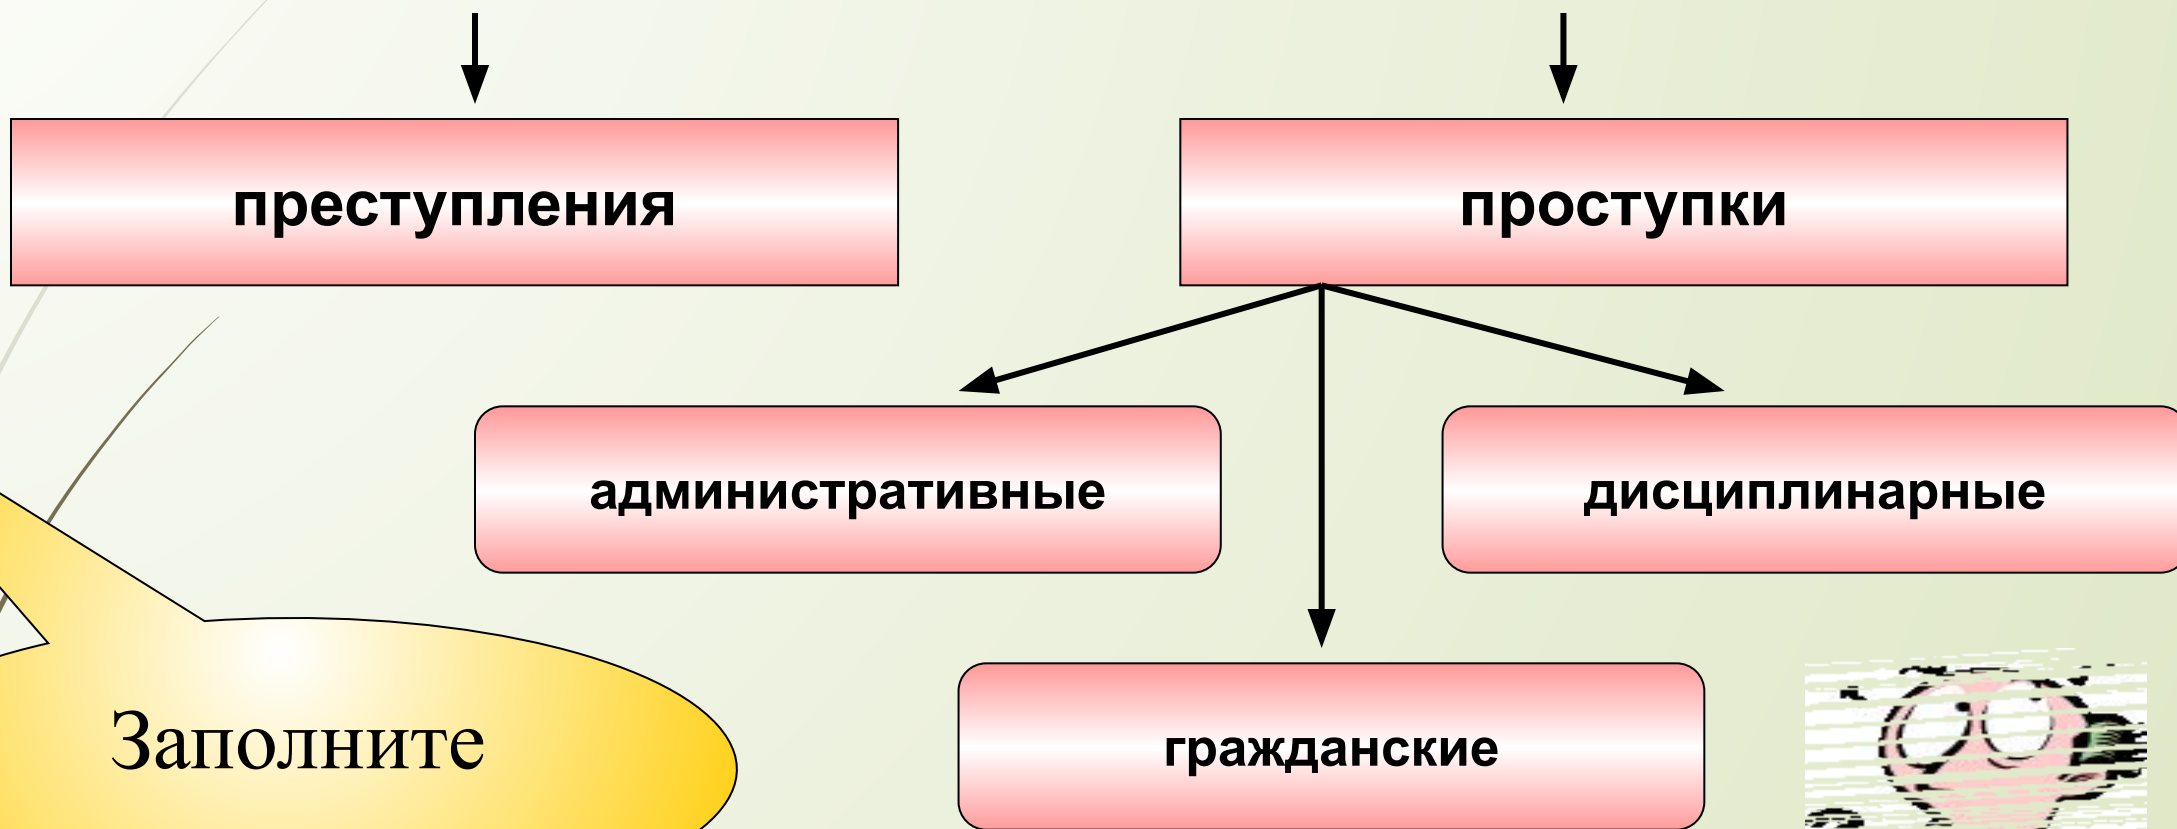 преступления
проступки
административные
дисциплинарные
Заполните
гражданские